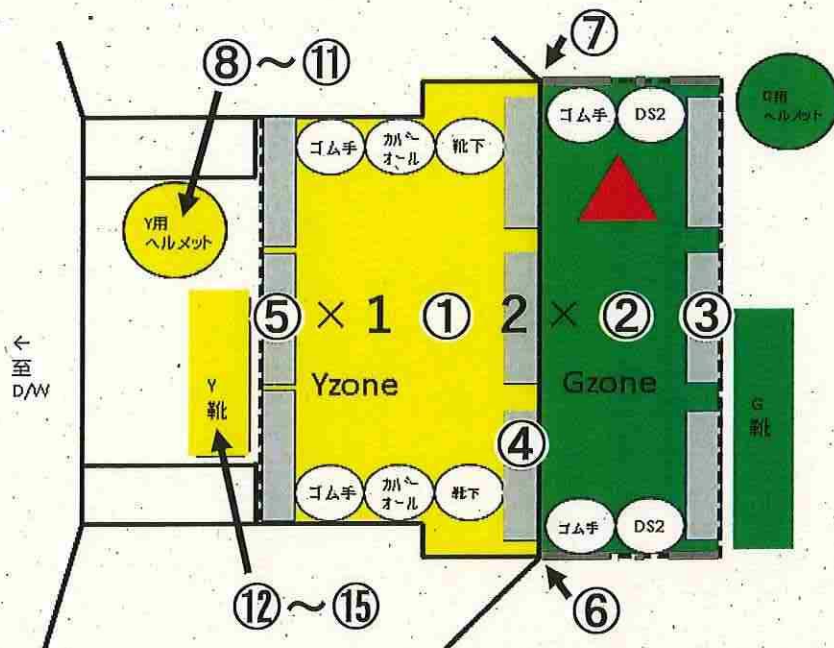 ⑦
⑧～⑪
G用
ヘルメット
ゴム手
カバー
オール
靴下
ゴム手
DS2
Y用
ヘルメット
⑤ × 1 ① 2 × ② ③
←至
D/W
Yzone
Gzone
Y
靴
G
靴
④
ゴム手
カバー
オール
靴下
ゴム手
DS2
⑫～⑮
⑥